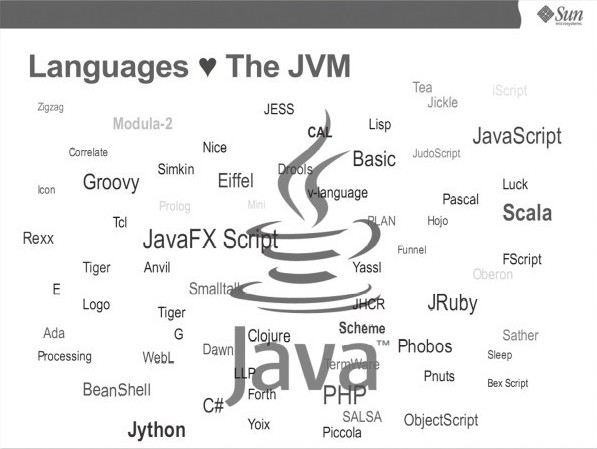 Sun
microsystems
Languages ♥ The JVM
Tea
iScript
Zigzag
Jickle
JESS
Modula-2
Lisp
CAL
JavaScript
Nice
Correlate
Basic
JudoScript
Simkin
Drools
Groovy
Eiffel
Luck
Icon
v-language
Pascal
Prolog
Mini
Scala
Tcl
PLAN
Hojo
Rexx
JavaFX Script
Funnel
FScript
Tiger
Anvil
Yassl
Oberon
E
Smalltalk
Logo
JHCR
JRuby
Tiger
Scheme
Ada
G
Clojure
Sather
Java™
Phobos
Dawn
Processing
WebL
Sleep
TermWare
LLP
Pnuts
Bex Script
BeanShell
Forth
PHP
C#
SALSA
ObjectScript
Yoix
Jython
Piccola